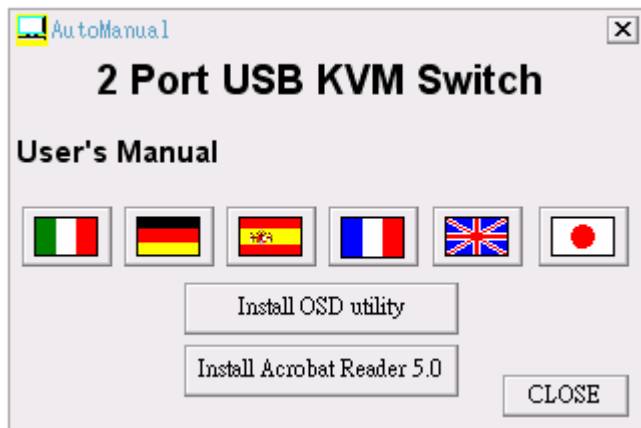 AutoManual
2 Port USB KVM Switch
User's Manual
Install OSD utility
Install Acrobat Reader 5.0
CLOSE